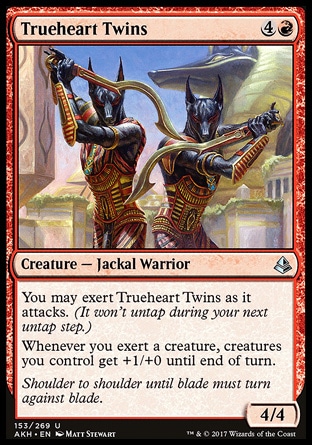 Trueheart Twins 4
Creature — Jackal Warrior
You may exert Trueheart Twins as it
attacks. (It won't untap during your next
untap step.)
Whenever you exert a creature, creatures
you control get +1/+0 until end of turn.
Shoulder to shoulder until blade must turn
against blade.
4/4
153/269 U
AKH • EN Matt Stewart
™ & © 2017 Wizards of the Coast